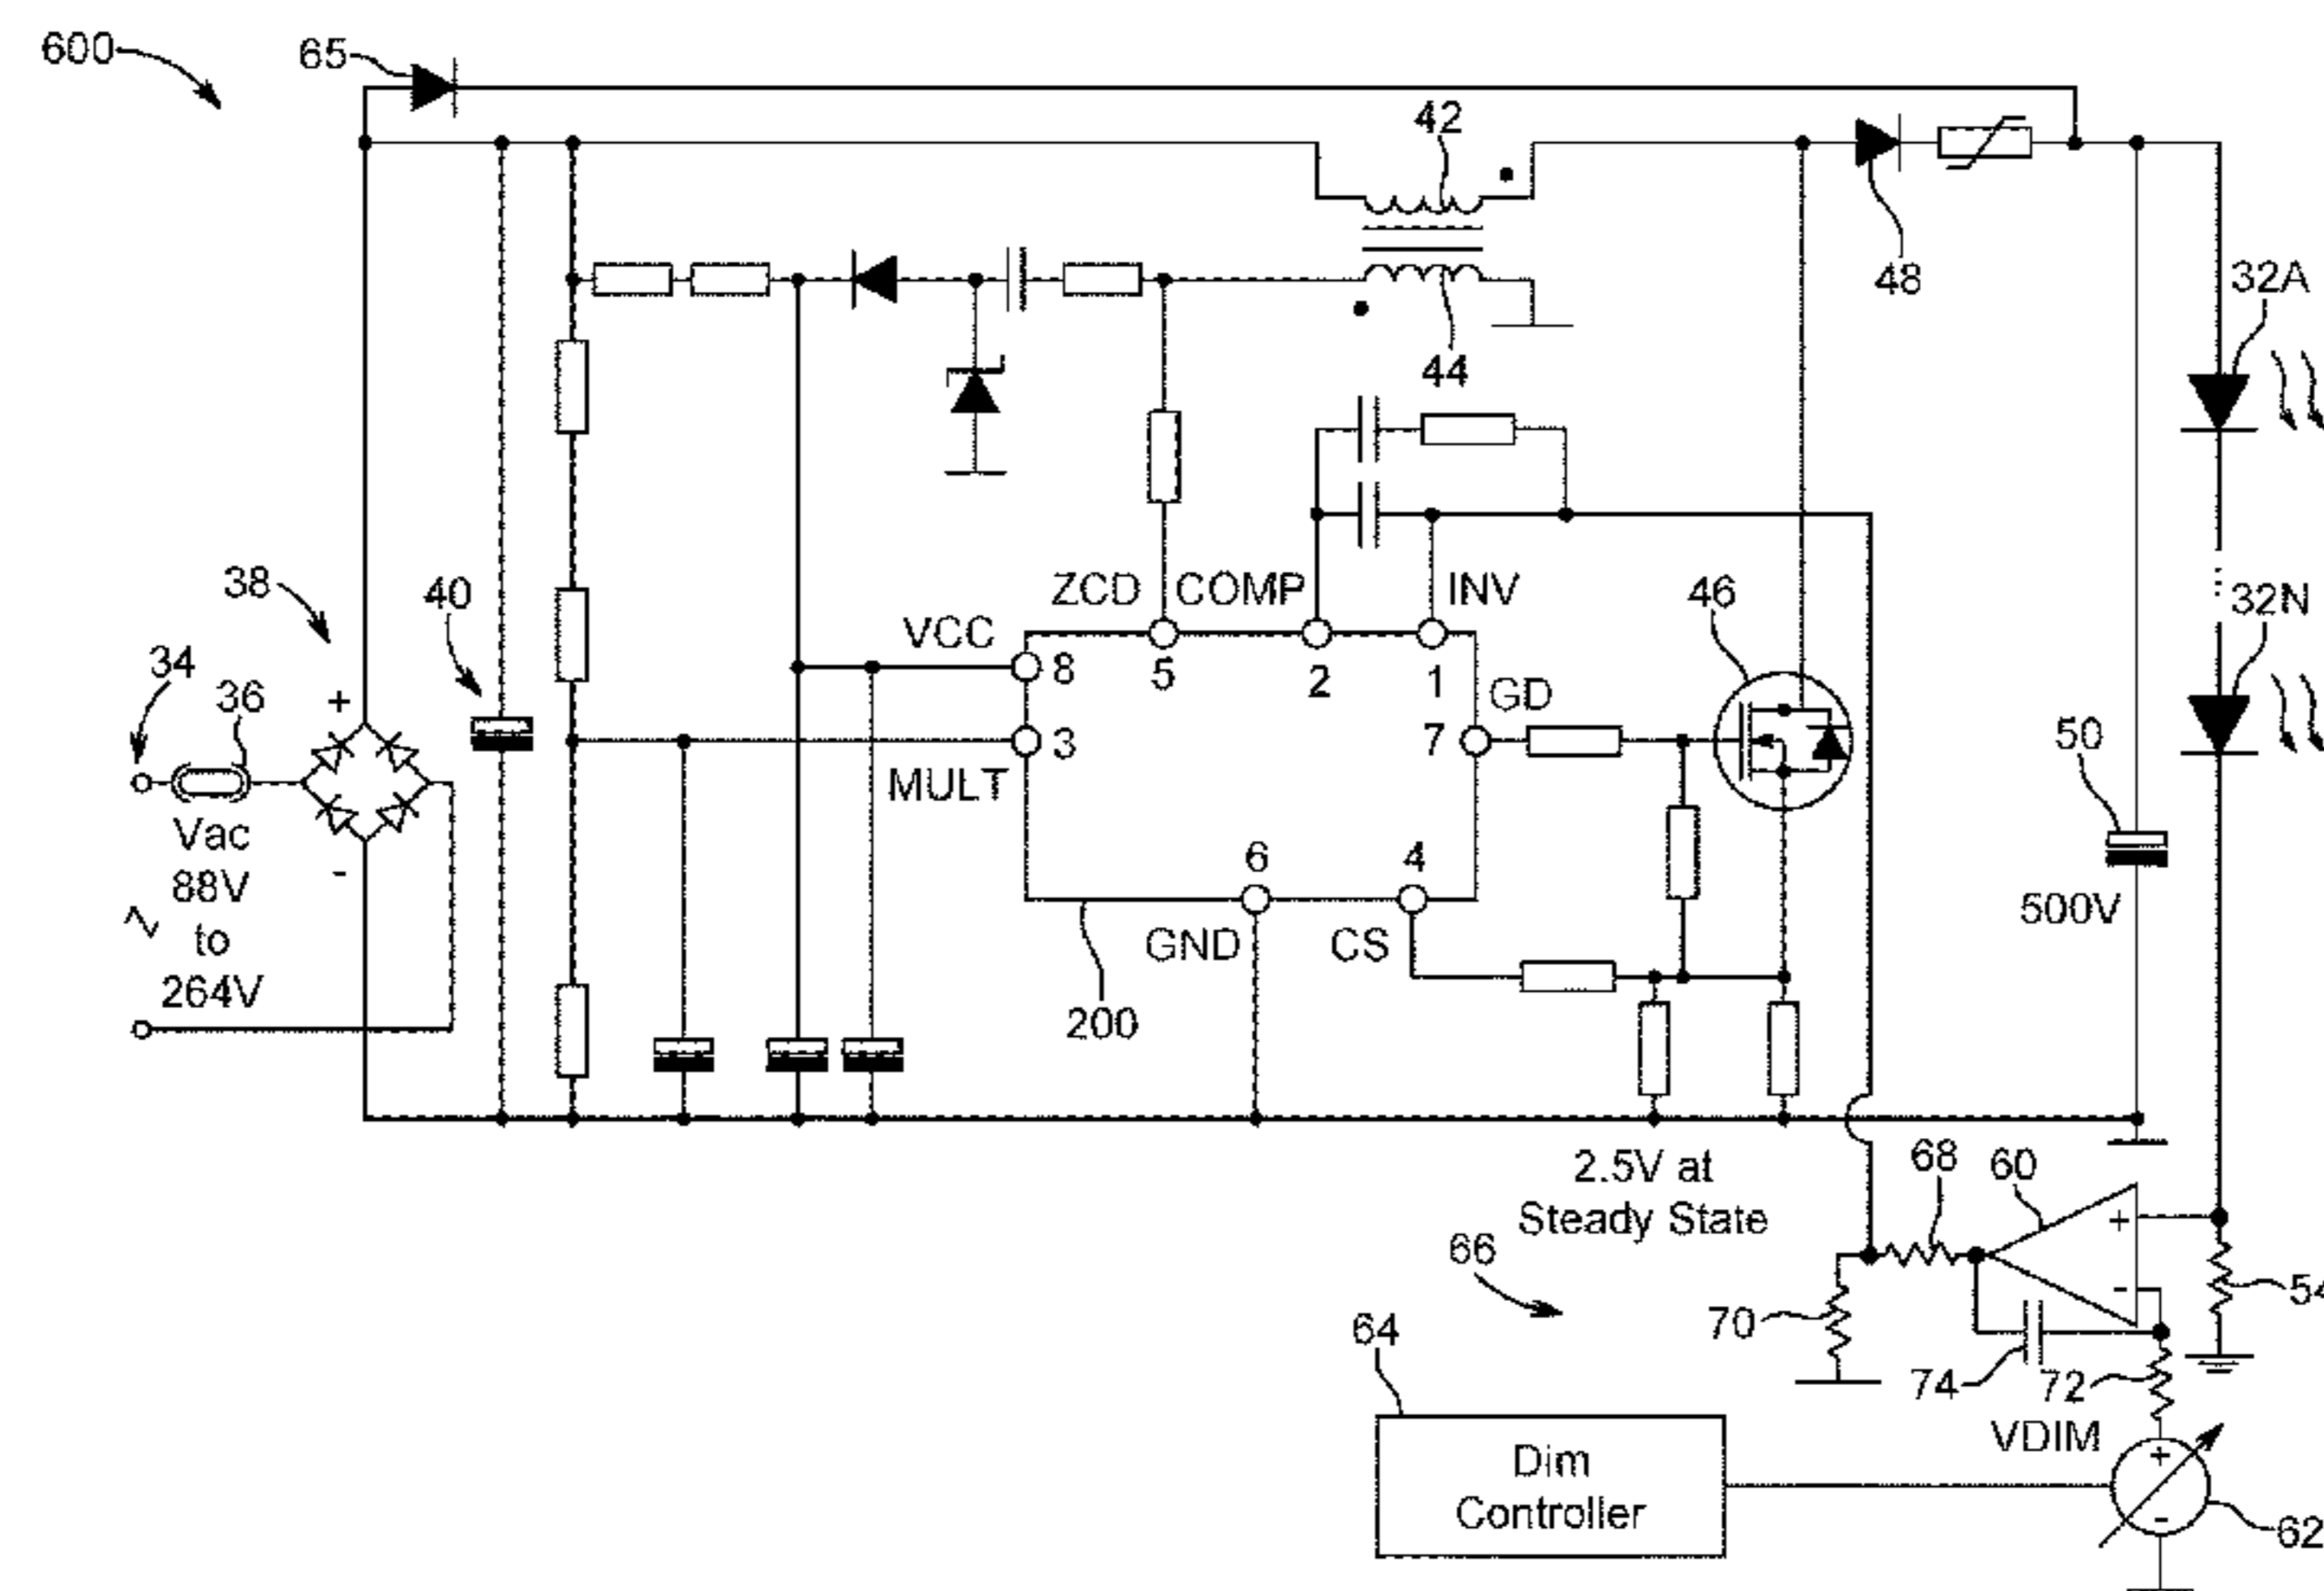 600
65
42
48
32A
44
38
40
ZCD
COMP
INV
46
32N
VCC
34
36
8
5
2
1
GD
+
3
7
50
MULT
Vac
88V
to
264V
-
6
4
500V
GND
CS
200
2.5V at
Steady State
68
60
+
66
-
54
64
70
74
72
VDIM
Dim
Controller
+
-
62